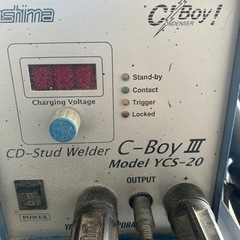 C Boy!
CONDENSER
Stand-by
Contact
Trigger
Locked
Charging Voltage
CD-Stud Welder C-Boy III
Model YCS-20
OUTPUT +
POWER